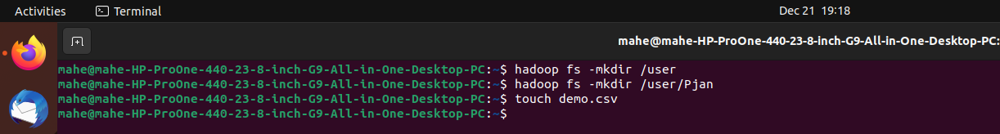 Activities Terminal Dec 21 19:18
mahe@mahe-HP-ProOne-440-23-8-inch-G9-All-in-One-Desktop-PC:
mahe@mahe-HP-ProOne-440-23-8-inch-G9-All-in-One-Desktop-PC:~$ hadoop fs -mkdir /user
mahe@mahe-HP-ProOne-440-23-8-inch-G9-All-in-One-Desktop-PC:~$ hadoop fs -mkdir /user/Pjan
mahe@mahe-HP-ProOne-440-23-8-inch-G9-All-in-One-Desktop-PC:~$ touch demo.csv
mahe@mahe-HP-ProOne-440-23-8-inch-G9-All-in-One-Desktop-PC:~$